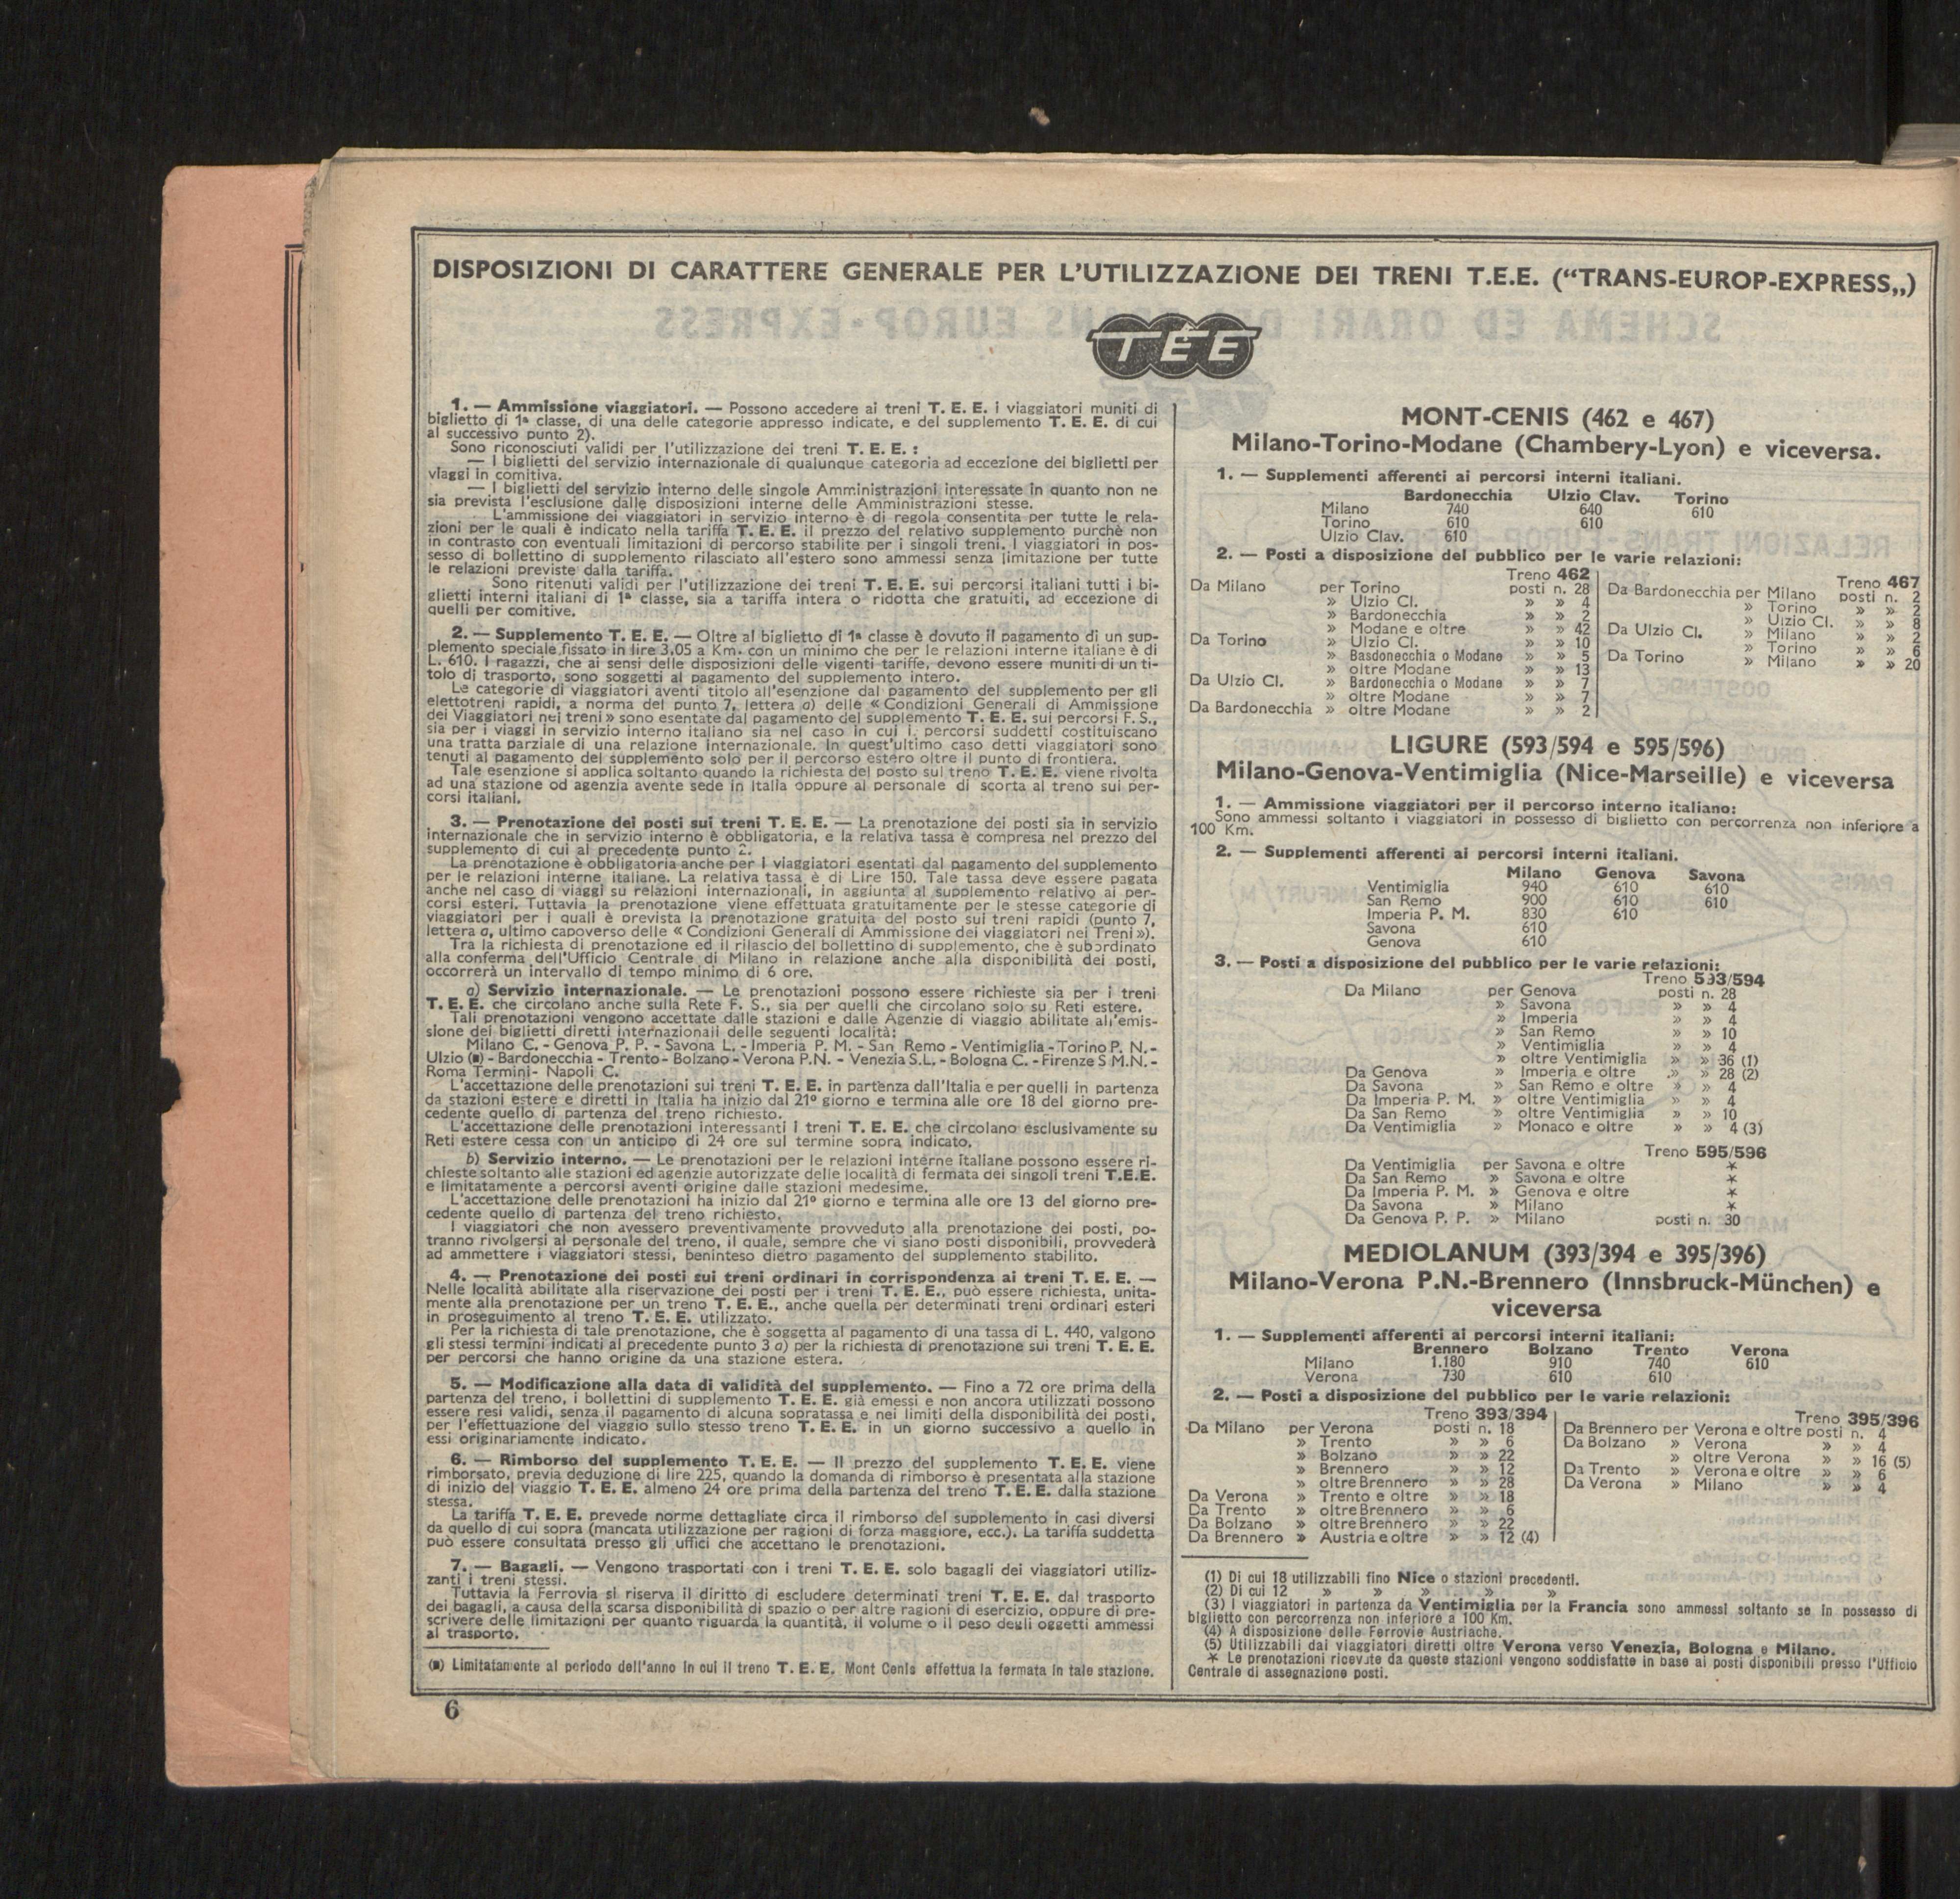 DISPOSIZIONI DI CARATTERE GENERALE PER L'UTILIZZAZIONE DEI TRENI T.E.E. (“TRANS-EUROP-EXPRESS„)
TEE
1. — Ammissione viaggiatori. — Possono accedere ai treni T. E. E. i viaggiatori muniti di
biglietto di 1ª classe, di una delle categorie appresso indicate, e del supplemento T. E. E. di cui
al successivo punto 2).
Sono riconosciuti validi per l'utilizzazione dei treni T. E. E. :
— I biglietti del servizio internazionale di qualunque categoria ad eccezione dei biglietti per
viaggi in comitiva.
— I biglietti del servizio interno delle singole Amministrazioni interessate in quanto non ne
sia prevista l'esclusione dalle disposizioni interne delle Amministrazioni stesse.
L'ammissione dei viaggiatori in servizio interno è di regola consentita per tutte le rela-
zioni per le quali è indicato nella tariffa T. E. E. il prezzo del relativo supplemento purchè non
in contrasto con eventuali limitazioni di percorso stabilite per i singoli treni. I viaggiatori in pos-
sesso di bollettino di supplemento rilasciato all'estero sono ammessi senza limitazione per tutte
le relazioni previste dalla tariffa.
Sono ritenuti validi per l'utilizzazione dei treni T. E. E. sui percorsi italiani tutti i bi-
glietti interni italiani di 1ª classe, sia a tariffa intera o ridotta che gratuiti, ad eccezione di
quelli per comitive.
2. — Supplemento T. E. E. — Oltre al biglietto di 1ª classe è dovuto il pagamento di un sup-
plemento speciale fissato in lire 3,05 a Km. con un minimo che per le relazioni interne italiane è di
L. 610. I ragazzi, che ai sensi delle disposizioni delle vigenti tariffe, devono essere muniti di un ti-
tolo di trasporto, sono soggetti al pagamento del supplemento intero.
Le categorie di viaggiatori aventi titolo all'esenzione dal pagamento del supplemento per gli
elettotreni rapidi, a norma del punto 7, lettera a) delle « Condizioni Generali di Ammissione
dei Viaggiatori nei treni » sono esentate dal pagamento del supplemento T. E. E. sui percorsi F. S.,
sia per i viaggi in servizio interno italiano sia nel caso in cui i percorsi suddetti costituiscano
una tratta parziale di una relazione internazionale. In quest'ultimo caso detti viaggiatori sono
tenuti al pagamento del supplemento solo per il percorso estero oltre il punto di frontiera.
Tale esenzione si applica soltanto quando la richiesta del posto sul treno T. E. E. viene rivolta
ad una stazione od agenzia avente sede in Italia oppure al personale di scorta al treno sui per-
corsi italiani.
3. — Prenotazione dei posti sui treni T. E. E. — La prenotazione dei posti sia in servizio
internazionale che in servizio interno è obbligatoria, e la relativa tassa è compresa nel prezzo del
supplemento di cui al precedente punto 2.
La prenotazione è obbligatoria anche per i viaggiatori esentati dal pagamento del supplemento
per le relazioni interne italiane. La relativa tassa è di Lire 150. Tale tassa deve essere pagata
anche nel caso di viaggi su relazioni internazionali, in aggiunta al supplemento relativo ai per-
corsi esteri. Tuttavia la prenotazione viene effettuata gratuitamente per le stesse categorie di
viaggiatori per i quali è prevista la prenotazione gratuita del posto sui treni rapidi (punto 7,
lettera a, ultimo capoverso delle « Condizioni Generali di Ammissione dei viaggiatori nei Treni »).
Tra la richiesta di prenotazione ed il rilascio del bollettino di supplemento, che è subordinato
alla conferma dell'Ufficio Centrale di Milano in relazione anche alla disponibilità dei posti,
occorrerà un intervallo di tempo minimo di 6 ore.
a) Servizio internazionale. — Le prenotazioni possono essere richieste sia per i treni
T. E. E. che circolano anche sulla Rete F. S., sia per quelli che circolano solo su Reti estere.
Tali prenotazioni vengono accettate dalle stazioni e dalle Agenzie di viaggio abilitate all'emis-
sione dei biglietti diretti internazionali delle seguenti località:
Milano C. - Genova P. P. - Savona L. - Imperia P. M. - San Remo - Ventimiglia - Torino P. N. -
Ulzio (■) - Bardonecchia - Trento - Bolzano - Verona P.N. - Venezia S.L. - Bologna C. - Firenze S M.N. -
Roma Termini - Napoli C.
L'accettazione delle prenotazioni sui treni T. E. E. in partenza dall'Italia e per quelli in partenza
da stazioni estere e diretti in Italia ha inizio dal 21º giorno e termina alle ore 18 del giorno pre-
cedente quello di partenza del treno richiesto.
L'accettazione delle prenotazioni interessanti i treni T. E. E. che circolano esclusivamente su
Reti estere cessa con un anticipo di 24 ore sul termine sopra indicato.
b) Servizio interno. — Le prenotazioni per le relazioni interne italiane possono essere ri-
chieste soltanto alle stazioni ed agenzie autorizzate delle località di fermata dei singoli treni T.E.E.
e limitatamente a percorsi aventi origine dalle stazioni medesime.
L'accettazione delle prenotazioni ha inizio dal 21º giorno e termina alle ore 13 del giorno pre-
cedente quello di partenza del treno richiesto.
I viaggiatori che non avessero preventivamente provveduto alla prenotazione dei posti, po-
tranno rivolgersi al personale del treno, il quale, sempre che vi siano posti disponibili, provvederà
ad ammettere i viaggiatori stessi, beninteso dietro pagamento del supplemento stabilito.
4. — Prenotazione dei posti sui treni ordinari in corrispondenza ai treni T. E. E. —
Nelle località abilitate alla riservazione dei posti per i treni T. E. E., può essere richiesta, unita-
mente alla prenotazione per un treno T. E. E., anche quella per determinati treni ordinari esteri
in proseguimento al treno T. E. E. utilizzato.
Per la richiesta di tale prenotazione, che è soggetta al pagamento di una tassa di L. 440, valgono
gli stessi termini indicati al precedente punto 3 a) per la richiesta di prenotazione sui treni T. E. E.
per percorsi che hanno origine da una stazione estera.
5. — Modificazione alla data di validità del supplemento. — Fino a 72 ore prima della
partenza del treno, i bollettini di supplemento T. E. E. già emessi e non ancora utilizzati possono
essere resi validi, senza il pagamento di alcuna sopratassa e nei limiti della disponibilità dei posti,
per l'effettuazione del viaggio sullo stesso treno T. E. E. in un giorno successivo a quello in
essi originariamente indicato.
6. — Rimborso del supplemento T. E. E. — Il prezzo del supplemento T. E. E. viene
rimborsato, previa deduzione di lire 225, quando la domanda di rimborso è presentata alla stazione
di inizio del viaggio T. E. E. almeno 24 ore prima della partenza del treno T. E. E. dalla stazione
stessa.
La tariffa T. E. E. prevede norme dettagliate circa il rimborso del supplemento in casi diversi
da quello di cui sopra (mancata utilizzazione per ragioni di forza maggiore, ecc.). La tariffa suddetta
può essere consultata presso gli uffici che accettano le prenotazioni.
7. — Bagagli. — Vengono trasportati con i treni T. E. E. solo bagagli dei viaggiatori utiliz-
zanti i treni stessi.
Tuttavia la Ferrovia si riserva il diritto di escludere determinati treni T. E. E. dal trasporto
dei bagagli, a causa della scarsa disponibilità di spazio o per altre ragioni di esercizio, oppure di pre-
scrivere delle limitazioni per quanto riguarda la quantità, il volume o il peso degli oggetti ammessi
al trasporto.
(■) Limitatamente al periodo dell'anno in cui il treno T. E. E. Mont Cenis effettua la fermata in tale stazione.
6
MONT-CENIS (462 e 467)
Milano-Torino-Modane (Chambery-Lyon) e viceversa.
1. — Supplementi afferenti ai percorsi interni italiani.
Bardonecchia Ulzio Clav. Torino
Milano 740 640 610
Torino 610 610
Ulzio Clav. 610
2. — Posti a disposizione del pubblico per le varie relazioni:
Treno 462
Da Milano per Torino posti n. 28
» Ulzio Cl. » » 4
» Bardonecchia » » 2
» Modane e oltre » » 42
Da Torino » Ulzio Cl. » » 10
» Basdonecchia o Modane » » 5
» oltre Modane » » 13
Da Ulzio Cl. » Bardonecchia o Modane » » 7
» oltre Modane » » 7
Da Bardonecchia » oltre Modane » » 2
Treno 467
Da Bardonecchia per Milano posti n. 2
» Torino » » 2
» Ulzio Cl. » » 8
Da Ulzio Cl. » Milano » » 2
» Torino » » 6
Da Torino » Milano » » 20
LIGURE (593/594 e 595/596)
Milano-Genova-Ventimiglia (Nice-Marseille) e viceversa
1. — Ammissione viaggiatori per il percorso interno italiano:
Sono ammessi soltanto i viaggiatori in possesso di biglietto con percorrenza non inferiore a
100 Km.
2. — Supplementi afferenti ai percorsi interni italiani.
Milano Genova Savona
Ventimiglia 940 610 610
San Remo 900 610 610
Imperia P. M. 830 610
Savona 610
Genova 610
3. — Posti a disposizione del pubblico per le varie relazioni:
Treno 593/594
Da Milano per Genova posti n. 28
» Savona » » 4
» Imperia » » 4
» San Remo » » 10
» Ventimiglia » » 4
» oltre Ventimiglia » » 36 (1)
Da Genova » Imperia e oltre » » 28 (2)
Da Savona » San Remo e oltre » » 4
Da Imperia P. M. » oltre Ventimiglia » » 4
Da San Remo » oltre Ventimiglia » » 10
Da Ventimiglia » Monaco e oltre » » 4 (3)
Treno 595/596
Da Ventimiglia per Savona e oltre *
Da San Remo » Savona e oltre *
Da Imperia P. M. » Genova e oltre *
Da Savona » Milano *
Da Genova P. P. » Milano posti n. 30
MEDIOLANUM (393/394 e 395/396)
Milano-Verona P.N.-Brennero (Innsbruck-München) e
viceversa
1. — Supplementi afferenti ai percorsi interni italiani:
Brennero Bolzano Trento Verona
Milano 1.180 910 740 610
Verona 730 610 610
2. — Posti a disposizione del pubblico per le varie relazioni:
Treno 393/394
Da Milano per Verona posti n. 18
» Trento » » 6
» Bolzano » » 22
» Brennero » » 12
» oltre Brennero » » 28
Da Verona » Trento e oltre » » 18
Da Trento » oltre Brennero » » 6
Da Bolzano » oltre Brennero » » 22
Da Brennero » Austria e oltre » » 12 (4)
Treno 395/396
Da Brennero per Verona e oltre posti n. 4
Da Bolzano » Verona » » 4
» oltre Verona » » 16 (5)
Da Trento » Verona e oltre » » 6
Da Verona » Milano » » 4
(1) Di cui 18 utilizzabili fino Nice o stazioni precedenti.
(2) Di cui 12 » » » » »
(3) I viaggiatori in partenza da Ventimiglia per la Francia sono ammessi soltanto se in possesso di
biglietto con percorrenza non inferiore a 100 Km.
(4) A disposizione delle Ferrovie Austriache.
(5) Utilizzabili dai viaggiatori diretti oltre Verona verso Venezia, Bologna e Milano.
* Le prenotazioni ricevute da queste stazioni vengono soddisfatte in base ai posti disponibili presso l'Ufficio
Centrale di assegnazione posti.